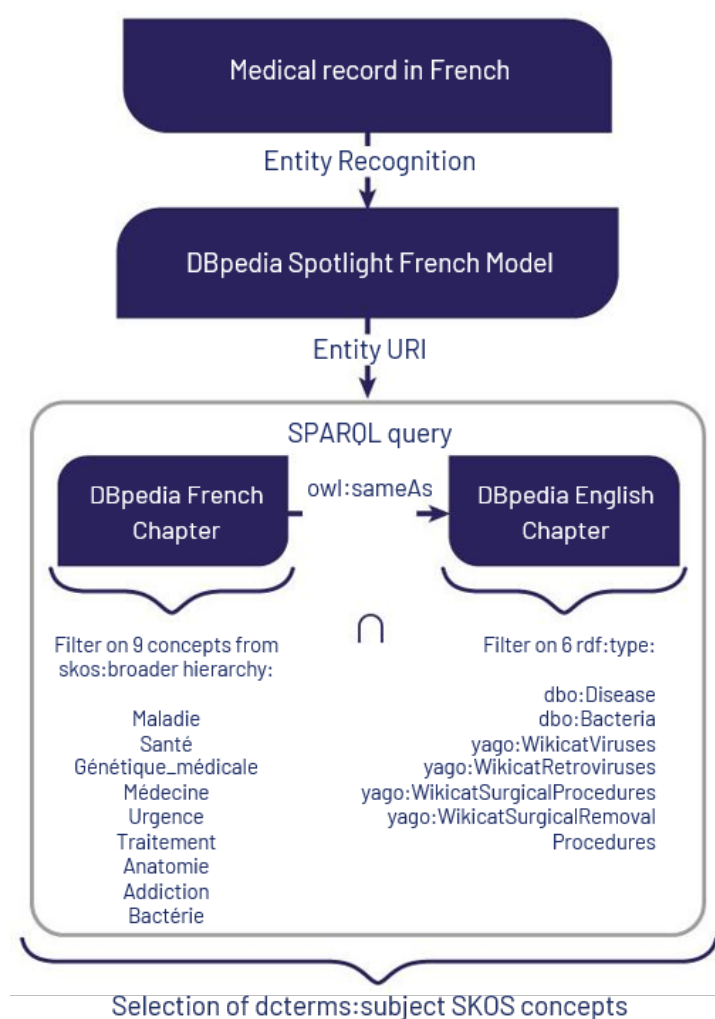 Medical record in French
Entity Recognition
DBpedia Spotlight French Model
Entity URI
SPARQL query
DBpedia French
Chapter
owl:sameAs
DBpedia English
Chapter
∩
Filter on 9 concepts from
skos:broader hierarchy:
Maladie
Santé
Génétique_médicale
Médecine
Urgence
Traitement
Anatomie
Addiction
Bactérie
Filter on 6 rdf:type:
dbo:Disease
dbo:Bacteria
yago:WikicatViruses
yago:WikicatRetroviruses
yago:WikicatSurgicalProcedures
yago:WikicatSurgicalRemoval
Procedures
Selection of dcterms:subject SKOS concepts